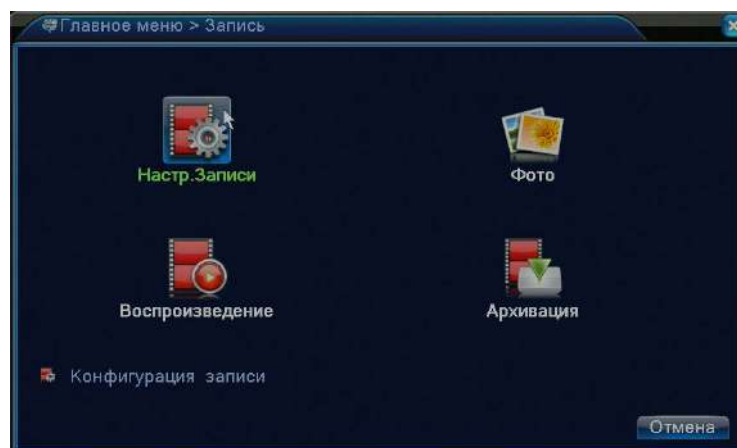 Главное меню > Запись
Настр.Записи
Фото
Воспроизведение
Архивация
Конфигурация записи
Отмена